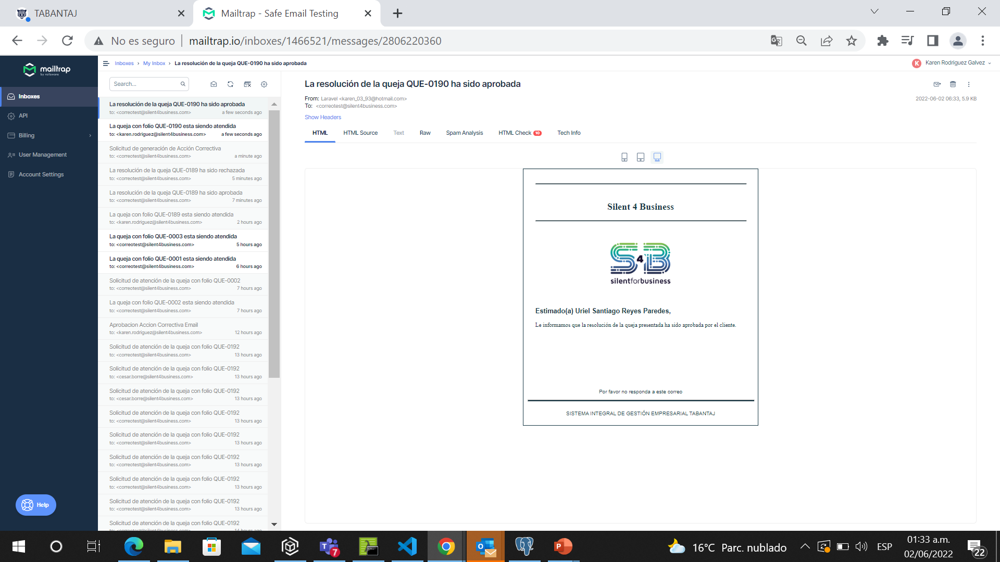 TABANTAJ
Mailtrap - Safe Email Testing
No es seguro
mailtrap.io/inboxes/1466521/messages/2806220360
mailtrap
by railsware
Inboxes
API
Billing
User Management
Account Settings
Help
Inboxes › My Inbox › La resolución de la queja QUE-0190 ha sido aprobada
K Karen Rodriguez Galvez
Search...
La resolución de la queja QUE-0190 ha sido aprobada
to: <correotest@silent4business.com> a few seconds ago
La queja con folio QUE-0190 esta siendo atendida
to: <karen.rodriguez@silent4business.com> a few seconds ago
Solicitud de generación de Acción Correctiva
to: <correotest@silent4business.com> a minute ago
La resolución de la queja QUE-0189 ha sido rechazada
to: <correotest@silent4business.com> 5 minutes ago
La resolución de la queja QUE-0189 ha sido aprobada
to: <correotest@silent4business.com> 7 minutes ago
La queja con folio QUE-0189 esta siendo atendida
to: <karen.rodriguez@silent4business.com> 2 hours ago
La queja con folio QUE-0003 esta siendo atendida
to: <correotest@silent4business.com> 5 hours ago
La queja con folio QUE-0001 esta siendo atendida
to: <correotest@silent4business.com> 6 hours ago
Solicitud de atención de la queja con folio QUE-0002
to: <correotest@silent4business.com> 7 hours ago
La queja con folio QUE-0002 esta siendo atendida
to: <correotest@silent4business.com> 7 hours ago
Aprobacion Accion Correctiva Email
to: <karen.rodriguez@silent4business.com> 12 hours ago
Solicitud de atención de la queja con folio QUE-0192
to: <correotest@silent4business.com> 13 hours ago
Solicitud de atención de la queja con folio QUE-0192
to: <cesar.borre@silent4business.com> 13 hours ago
Solicitud de atención de la queja con folio QUE-0192
to: <cesar.borre@silent4business.com> 13 hours ago
Solicitud de atención de la queja con folio QUE-0192
to: <correotest@silent4business.com> 13 hours ago
Solicitud de atención de la queja con folio QUE-0192
to: <correotest@silent4business.com> 13 hours ago
Solicitud de atención de la queja con folio QUE-0192
to: <correotest@silent4business.com> 13 hours ago
Solicitud de atención de la queja con folio QUE-0192
to: <correotest@silent4business.com> 13 hours ago
Solicitud de atención de la queja con folio QUE-0192
to: <correotest@silent4business.com> 13 hours ago
Solicitud de atención de la queja con folio QUE-0192
La resolución de la queja QUE-0190 ha sido aprobada
From: Laravel <karen_03_93@hotmail.com>
To: <correotest@silent4business.com>
2022-06-02 06:33, 5.9 KB
Show Headers
HTML HTML Source Text Raw Spam Analysis HTML Check 10 Tech Info
Silent 4 Business
S4B
silentforbusiness
Estimado(a) Uriel Santiago Reyes Paredes,
Le informamos que la resolución de la queja presentada ha sido aprobada por el cliente.
Por favor no responda a este correo
SISTEMA INTEGRAL DE GESTIÓN EMPRESARIAL TABANTAJ
7
16°C Parc. nublado
ESP
01:33 a.m.
02/06/2022
22